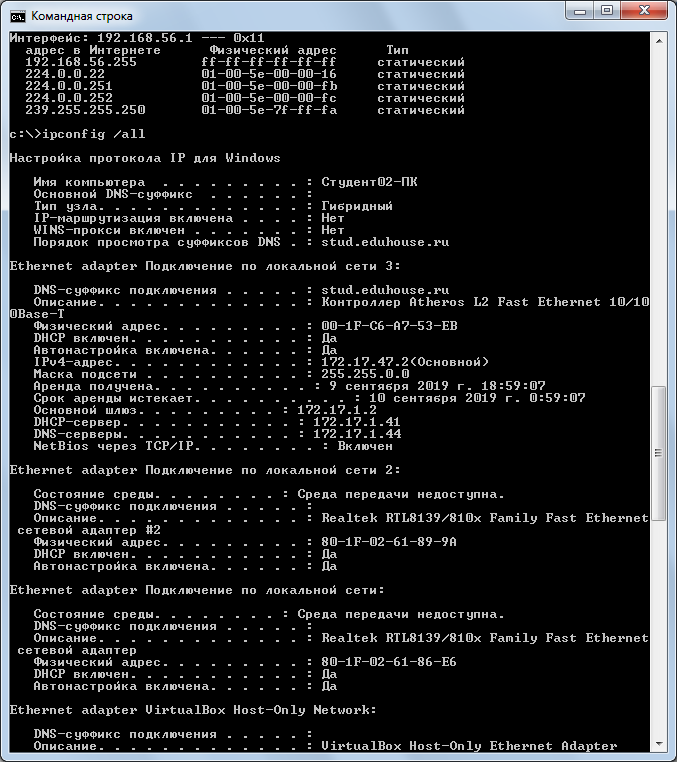 Командная строка
Интерфейс: 192.168.56.1 --- 0x11
адрес в Интернете Физический адрес Тип
192.168.56.255 ff-ff-ff-ff-ff-ff статический
224.0.0.22 01-00-5e-00-00-16 статический
224.0.0.251 01-00-5e-00-00-fb статический
224.0.0.252 01-00-5e-00-00-fc статический
239.255.255.250 01-00-5e-7f-ff-fa статический
c:\>ipconfig /all
Настройка протокола IP для Windows
Имя компьютера . . . . . . . . . : Студент02-ПК
Основной DNS-суффикс . . . . . . :
Тип узла. . . . . . . . . . . . . : Гибридный
IP-маршрутизация включена . . . . : Нет
WINS-прокси включен . . . . . . . : Нет
Порядок просмотра суффиксов DNS . : stud.eduhouse.ru
Ethernet adapter Подключение по локальной сети 3:
DNS-суффикс подключения . . . . . : stud.eduhouse.ru
Описание. . . . . . . . . . . . . : Контроллер Atheros L2 Fast Ethernet 10/10
0Base-T
Физический адрес. . . . . . . . . : 00-1F-C6-A7-53-EB
DHCP включен. . . . . . . . . . . : Да
Автонастройка включена. . . . . . : Да
IPv4-адрес. . . . . . . . . . . . : 172.17.47.2(Основной)
Маска подсети . . . . . . . . . . : 255.255.0.0
Аренда получена. . . . . . . . . . : 9 сентября 2019 г. 18:59:07
Срок аренды истекает. . . . . . . . . . : 10 сентября 2019 г. 0:59:07
Основной шлюз. . . . . . . . . : 172.17.1.2
DHCP-сервер. . . . . . . . . . . : 172.17.1.41
DNS-серверы. . . . . . . . . . . : 172.17.1.44
NetBios через TCP/IP. . . . . . . . : Включен
Ethernet adapter Подключение по локальной сети 2:
Состояние среды. . . . . . . . : Среда передачи недоступна.
DNS-суффикс подключения . . . . . :
Описание. . . . . . . . . . . . . : Realtek RTL8139/810x Family Fast Ethernet
сетевой адаптер #2
Физический адрес. . . . . . . . . : 80-1F-02-61-89-9A
DHCP включен. . . . . . . . . . . : Да
Автонастройка включена. . . . . . : Да
Ethernet adapter Подключение по локальной сети:
Состояние среды. . . . . . . . : Среда передачи недоступна.
DNS-суффикс подключения . . . . . :
Описание. . . . . . . . . . . . . : Realtek RTL8139/810x Family Fast Ethernet
сетевой адаптер
Физический адрес. . . . . . . . . : 80-1F-02-61-86-E6
DHCP включен. . . . . . . . . . . : Да
Автонастройка включена. . . . . . : Да
Ethernet adapter VirtualBox Host-Only Network:
DNS-суффикс подключения . . . . . :
Описание. . . . . . . . . . . . . : VirtualBox Host-Only Ethernet Adapter